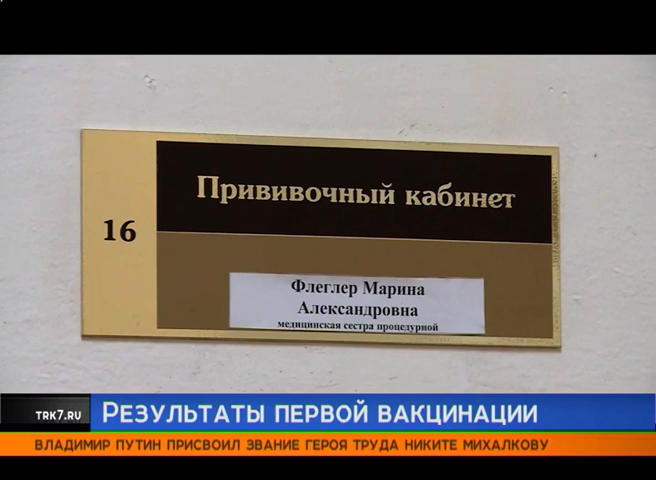 Прививочный кабинет
16
Флеглер Марина
Александровна
медицинская сестра процедурной
TRK7.RU
РЕЗУЛЬТАТЫ ПЕРВОЙ ВАКЦИНАЦИИ
ВЛАДИМИР ПУТИН ПРИСВОИЛ ЗВАНИЕ ГЕРОЯ ТРУДА НИКИТЕ МИХАЛКОВУ